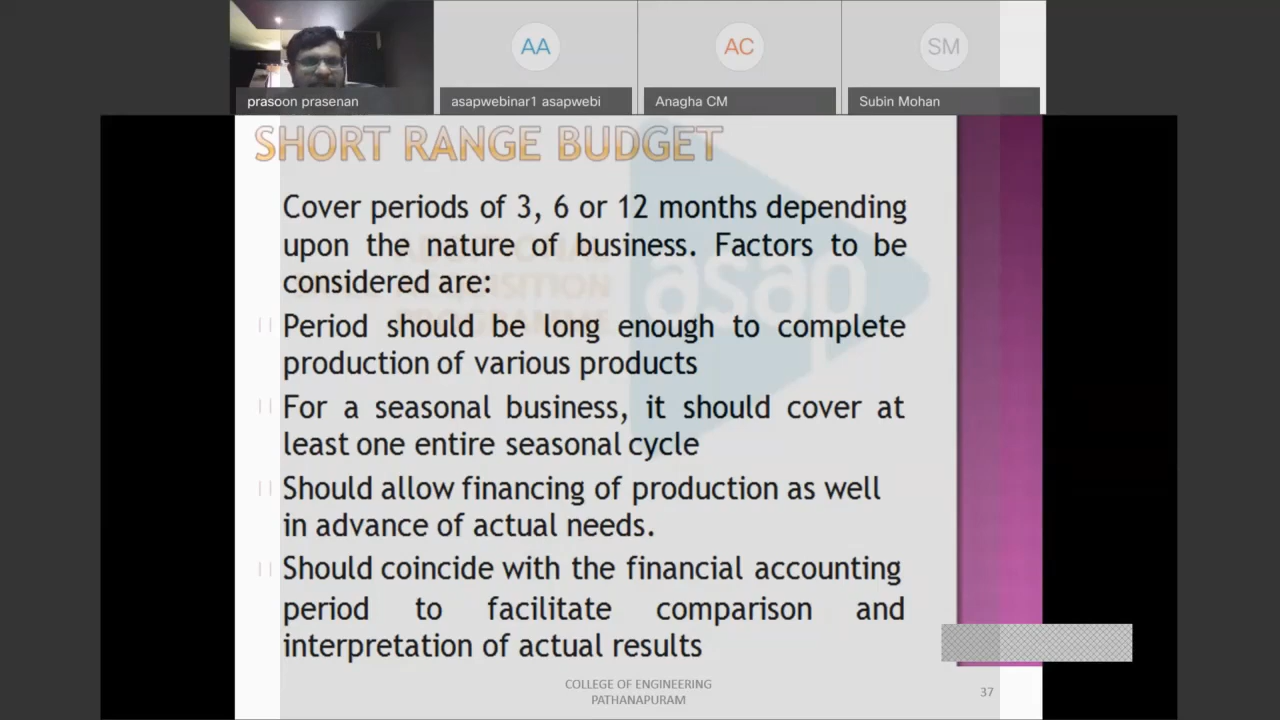 AA
AC
SM
prasoon prasenan
asapwebinar1 asapwebi
Anagha CM
Subin Mohan
SHORT RANGE BUDGET
Cover periods of 3, 6 or 12 months depending
upon the nature of business. Factors to be
considered are:
Period should be long enough to complete
production of various products
For a seasonal business, it should cover at
least one entire seasonal cycle
Should allow financing of production as well
in advance of actual needs.
Should coincide with the financial accounting
period to facilitate comparison and
interpretation of actual results
asap
COLLEGE OF ENGINEERING
PATHANAPURAM
37